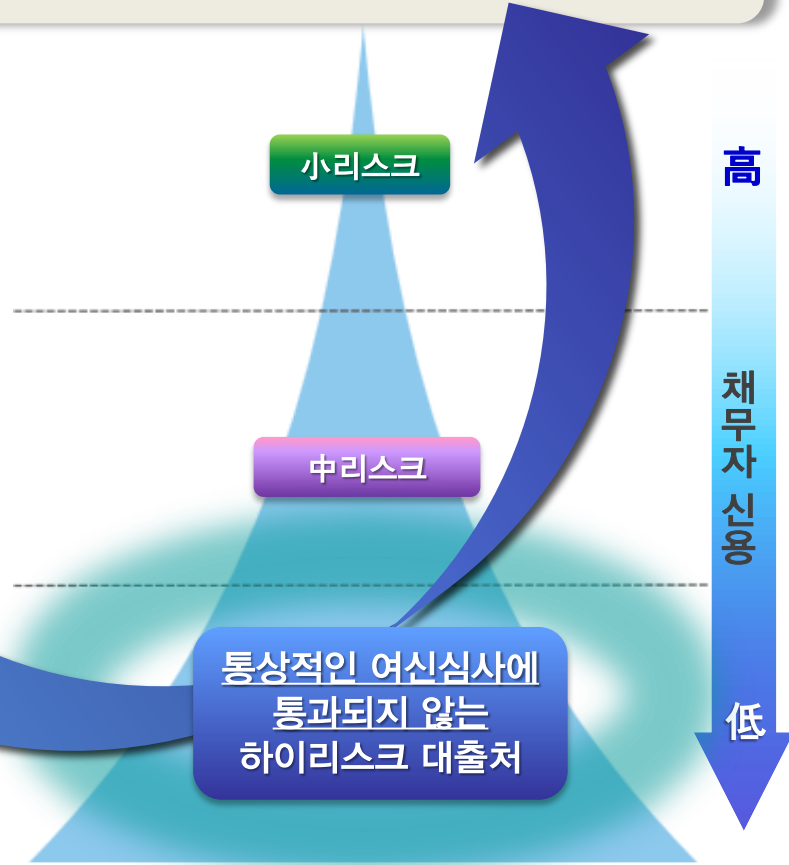 小리스크
高
채무자 신용
中리스크
통상적인 여신심사에
통과되지 않는
하이리스크 대출처
低